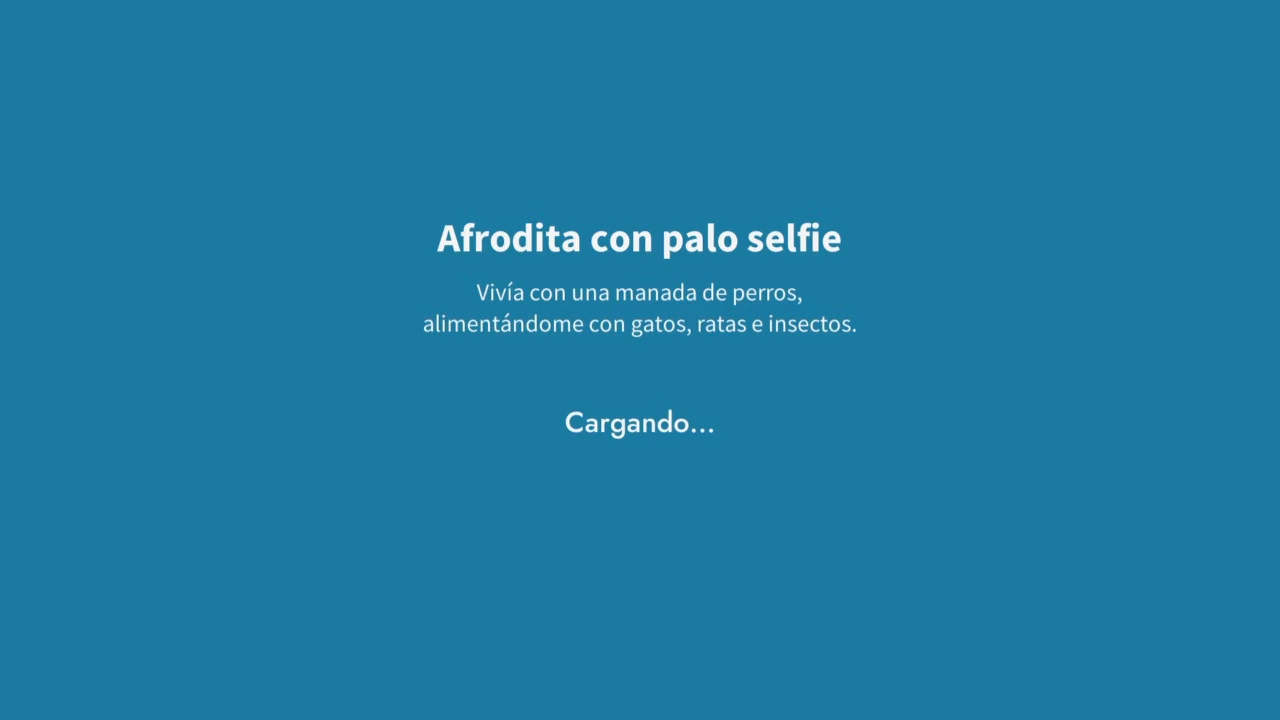 Afrodita con palo selfie
Vivía con una manada de perros,
alimentándome con gatos, ratas e insectos.
Cargando...